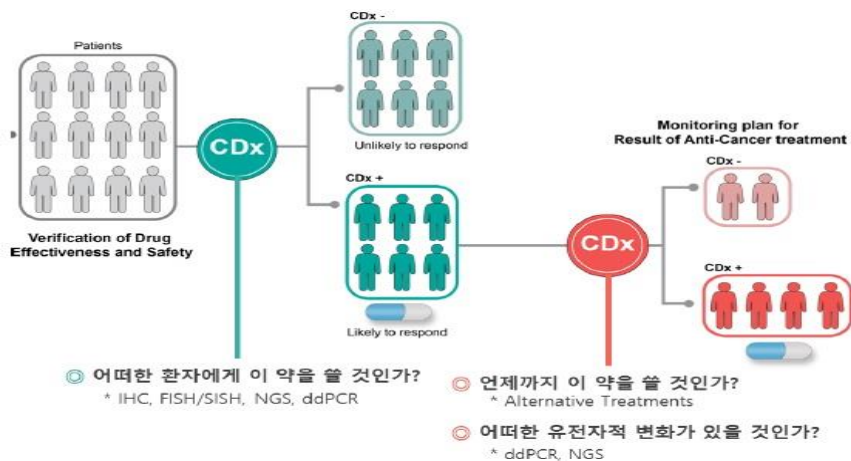 Patients
CDx
Verification of Drug
Effectiveness and Safety
CDx -
Unlikely to respond
CDx +
Likely to respond
Monitoring plan for
Result of Anti-Cancer treatment
CDx
CDx -
CDx +
◎ 어떠한 환자에게 이 약을 쓸 것인가?
* IHC, FISH/SISH, NGS, ddPCR
◎ 언제까지 이 약을 쓸 것인가?
* Alternative Treatments
◎ 어떠한 유전자적 변화가 있을 것인가?
* ddPCR, NGS